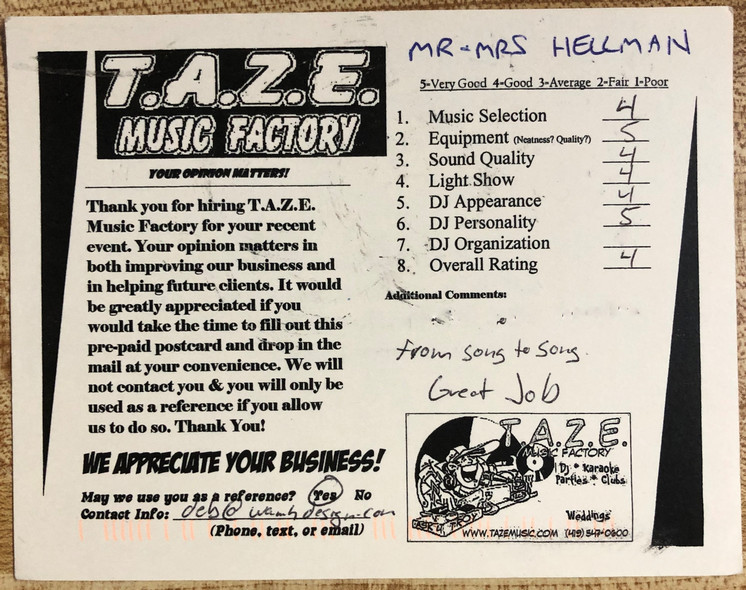 T.A.Z.E.
MUSIC FACTORY
YOUR OPINION MATTERS!
Thank you for hiring T.A.Z.E.
Music Factory for your recent
event. Your opinion matters in
both improving our business and
in helping future clients. It would
be greatly appreciated if you
would take the time to fill out this
pre-paid postcard and drop in the
mail at your convenience. We will
not contact you & you will only be
used as a reference if you allow
us to do so. Thank You!
WE APPRECIATE YOUR BUSINESS!
May we use you as a reference? Yes No
Contact Info: deb@
(Phone, text, or email)
MR & MRS HELLMAN
5-Very Good 4-Good 3-Average 2-Fair 1-Poor
1. Music Selection 4
2. Equipment (Neatness? Quality?) 5
3. Sound Quality 4
4. Light Show 4
5. DJ Appearance 4
6. DJ Personality 5
7. DJ Organization
8. Overall Rating 4
Additional Comments:
from song to song.
Great Job
T.A.Z.E.
MUSIC FACTORY
Dj * Karaoke
Parties * Clubs
Weddings
WWW.TAZEMUSIC.COM (419) 547-0600